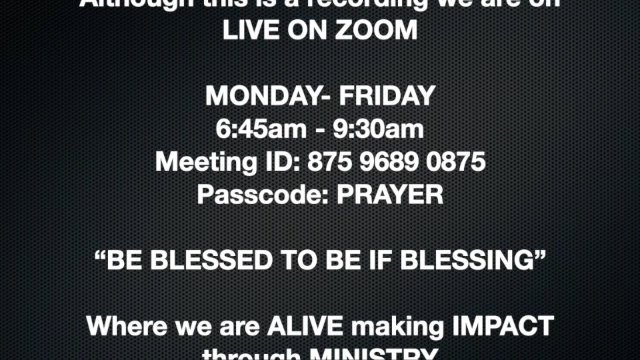 Although this is a recording we are on
LIVE ON ZOOM
MONDAY- FRIDAY
6:45am - 9:30am
Meeting ID: 875 9689 0875
Passcode: PRAYER
“BE BLESSED TO BE IF BLESSING”
Where we are ALIVE making IMPACT
through MINISTRY